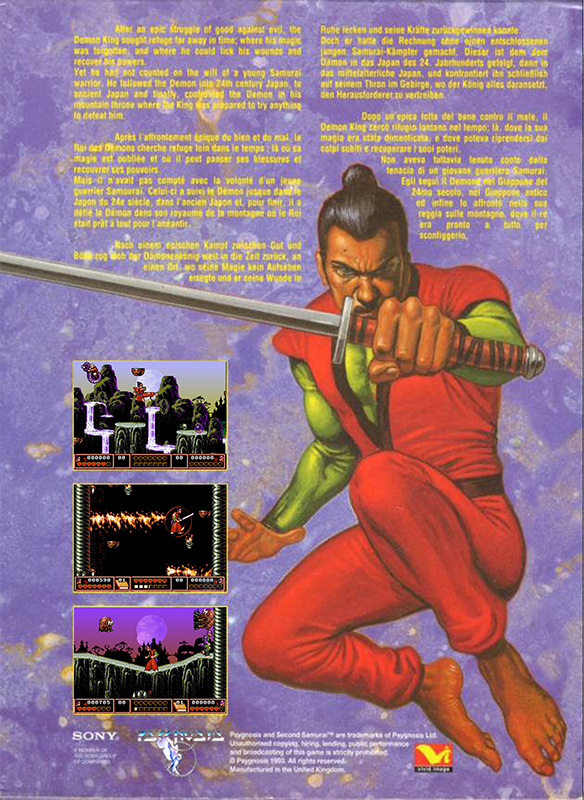 After an epic struggle of good against evil, the
Demon King sought refuge far away in time; where his magic
was forgotten, and where he could lick his wounds and
recover his powers.
Yet he had not counted on the will of a young Samurai
warrior. He followed the Demon into 24th century Japan, to
ancient Japan and finally, confronted the Demon in his
mountain throne where the King was prepared to try anything
to defeat him.
Après l'affrontement épique du bien et du mal, le
Roi des Démons cherche refuge loin dans le temps ; là où sa
magie est oubliée et où il peut panser ses blessures et
recouvrer ses pouvoirs.
Mais il n'avait pas compté avec la volonté d'un jeune
guerrier Samouraï. Celui-ci a suivi le Démon jusque dans le
Japon du 24e siècle, dans l'ancien Japon et, pour finir, il a
défié le Démon dans son royaume de la montagne où le Roi
était prêt à tout pour l'anéantir.
Nach einem epischen Kampf zwischen Gut und
Böse zog sich der Dämonenkönig weit in die Zeit zurück, an
einen Ort, wo seine Magie kein Aufsehen
erregte und er seine Wunde in
Ruhe lecken und seine Kräfte zurückgewinnen konnte.
Doch er hatte die Rechnung ohne einen entschlossenen
jungen Samurai-Kämpfer gemacht. Dieser ist dem dem
Dämon in das Japan des 24. Jahrhunderts gefolgt, dann in
das mittelalterliche Japan, und konfrontiert ihn schließlich
auf seinem Thron im Gebirge, wo der König alles daransetzt,
den Herausforderer zu vertreiben.
Dopo un'epica lotta del bene contro il male, il
Demon King cercò rifugio lontano nel tempo; là, dove la sua
magia era stata dimenticata, e dove poteva riprendersi dai
colpi subiti e recuperare i suoi poteri.
Non aveva tuttavia tenuto conto della
tenacia di un giovane guerriero Samurai.
Egli seguì il Demone nel Giappone del
24mo secolo, nel Giappone antico
ed infine lo affrontò nella sua
reggia sulle montagne, dove il re
era pronto a tutto per
sconfiggerlo.
SONY
A MEMBER OF
THE SONY GROUP
OF COMPANIES
PSYGNOSIS
Psygnosis and Second Samurai™ are trademarks of Psygnosis Ltd.
Unauthorised copying, hiring, lending, public performance
and broadcasting of this game is strictly prohibited.
© Psygnosis 1993. All rights reserved.
Manufactured in the United Kingdom.
vivid image